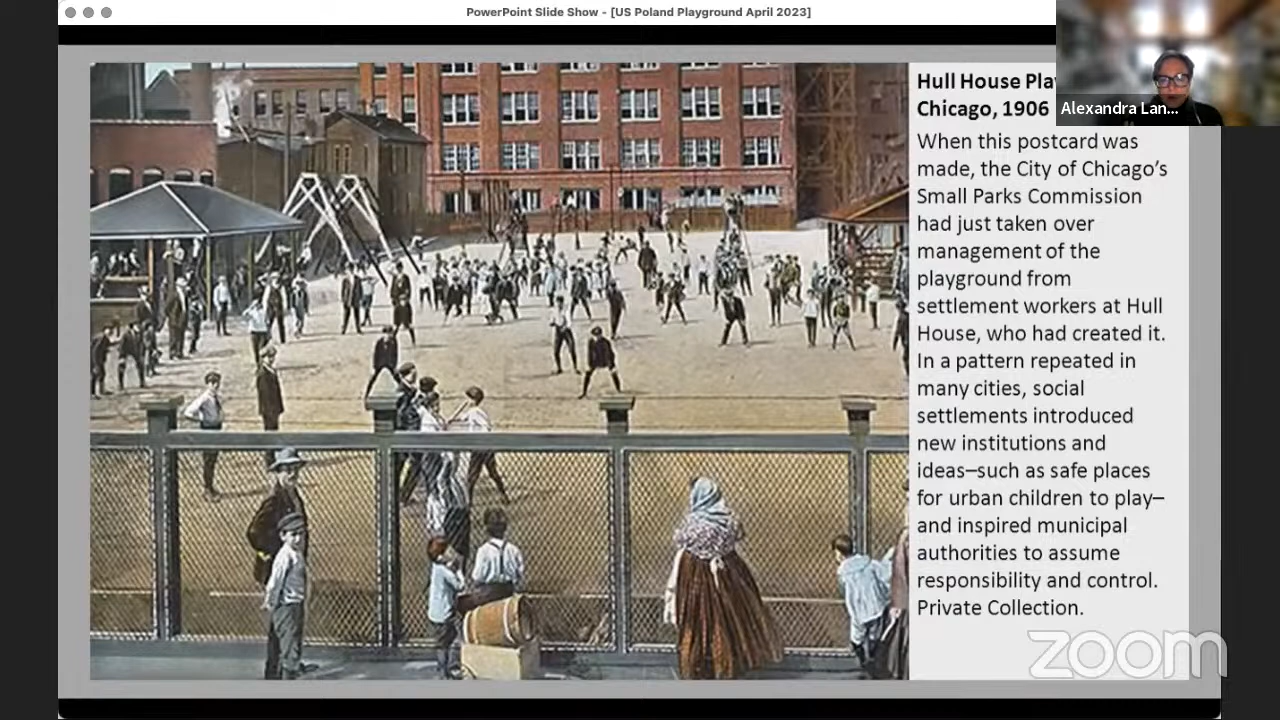 PowerPoint Slide Show - [US Poland Playground April 2023]
Hull House Pla
Alexandra Lan...
Chicago, 1906
When this postcard was
made, the City of Chicago’s
Small Parks Commission
had just taken over
management of the
playground from
settlement workers at Hull
House, who had created it.
In a pattern repeated in
many cities, social
settlements introduced
new institutions and
ideas–such as safe places
for urban children to play–
and inspired municipal
authorities to assume
responsibility and control.
Private Collection.
zoom